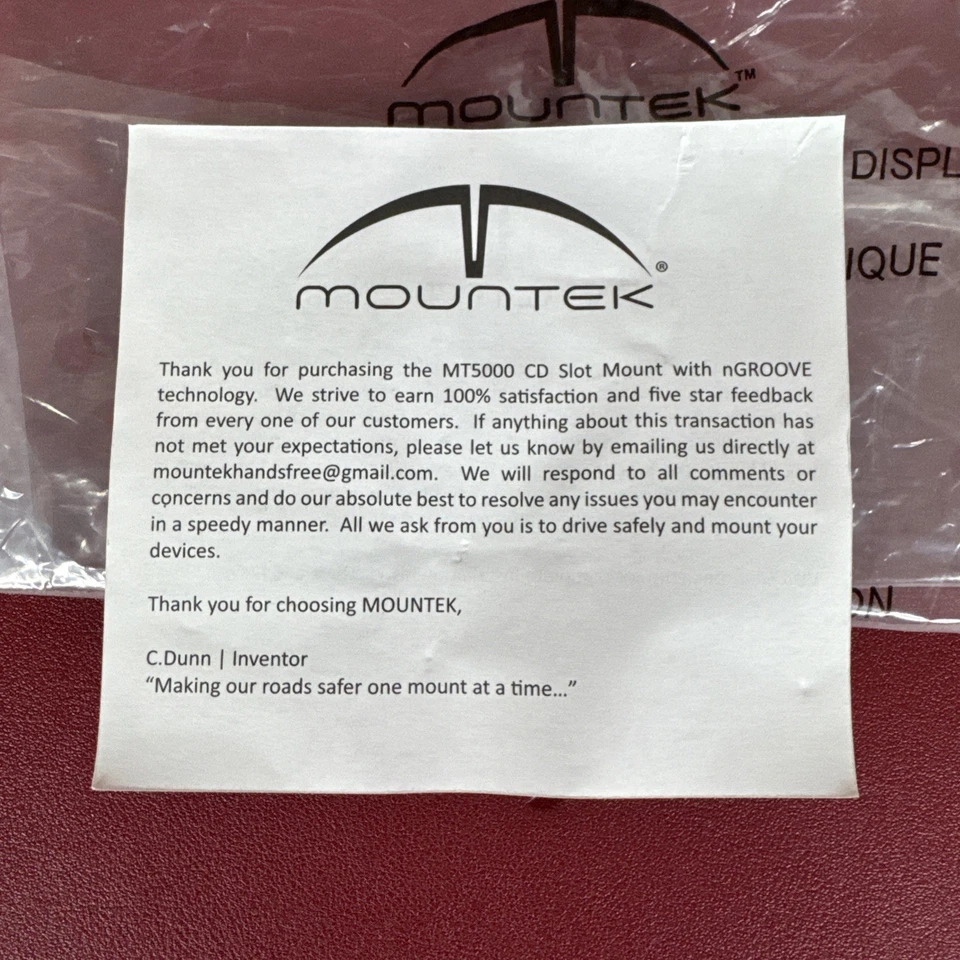 MOUNTEK™
DISPL
IQUE
MOUNTEK®
Thank you for purchasing the MT5000 CD Slot Mount with nGROOVE
technology. We strive to earn 100% satisfaction and five star feedback
from every one of our customers. If anything about this transaction has
not met your expectations, please let us know by emailing us directly at
mountekhandsfree@gmail.com. We will respond to all comments or
concerns and do our absolute best to resolve any issues you may encounter
in a speedy manner. All we ask from you is to drive safely and mount your
devices.
Thank you for choosing MOUNTEK,
C.Dunn | Inventor
“Making our roads safer one mount at a time...”
ON